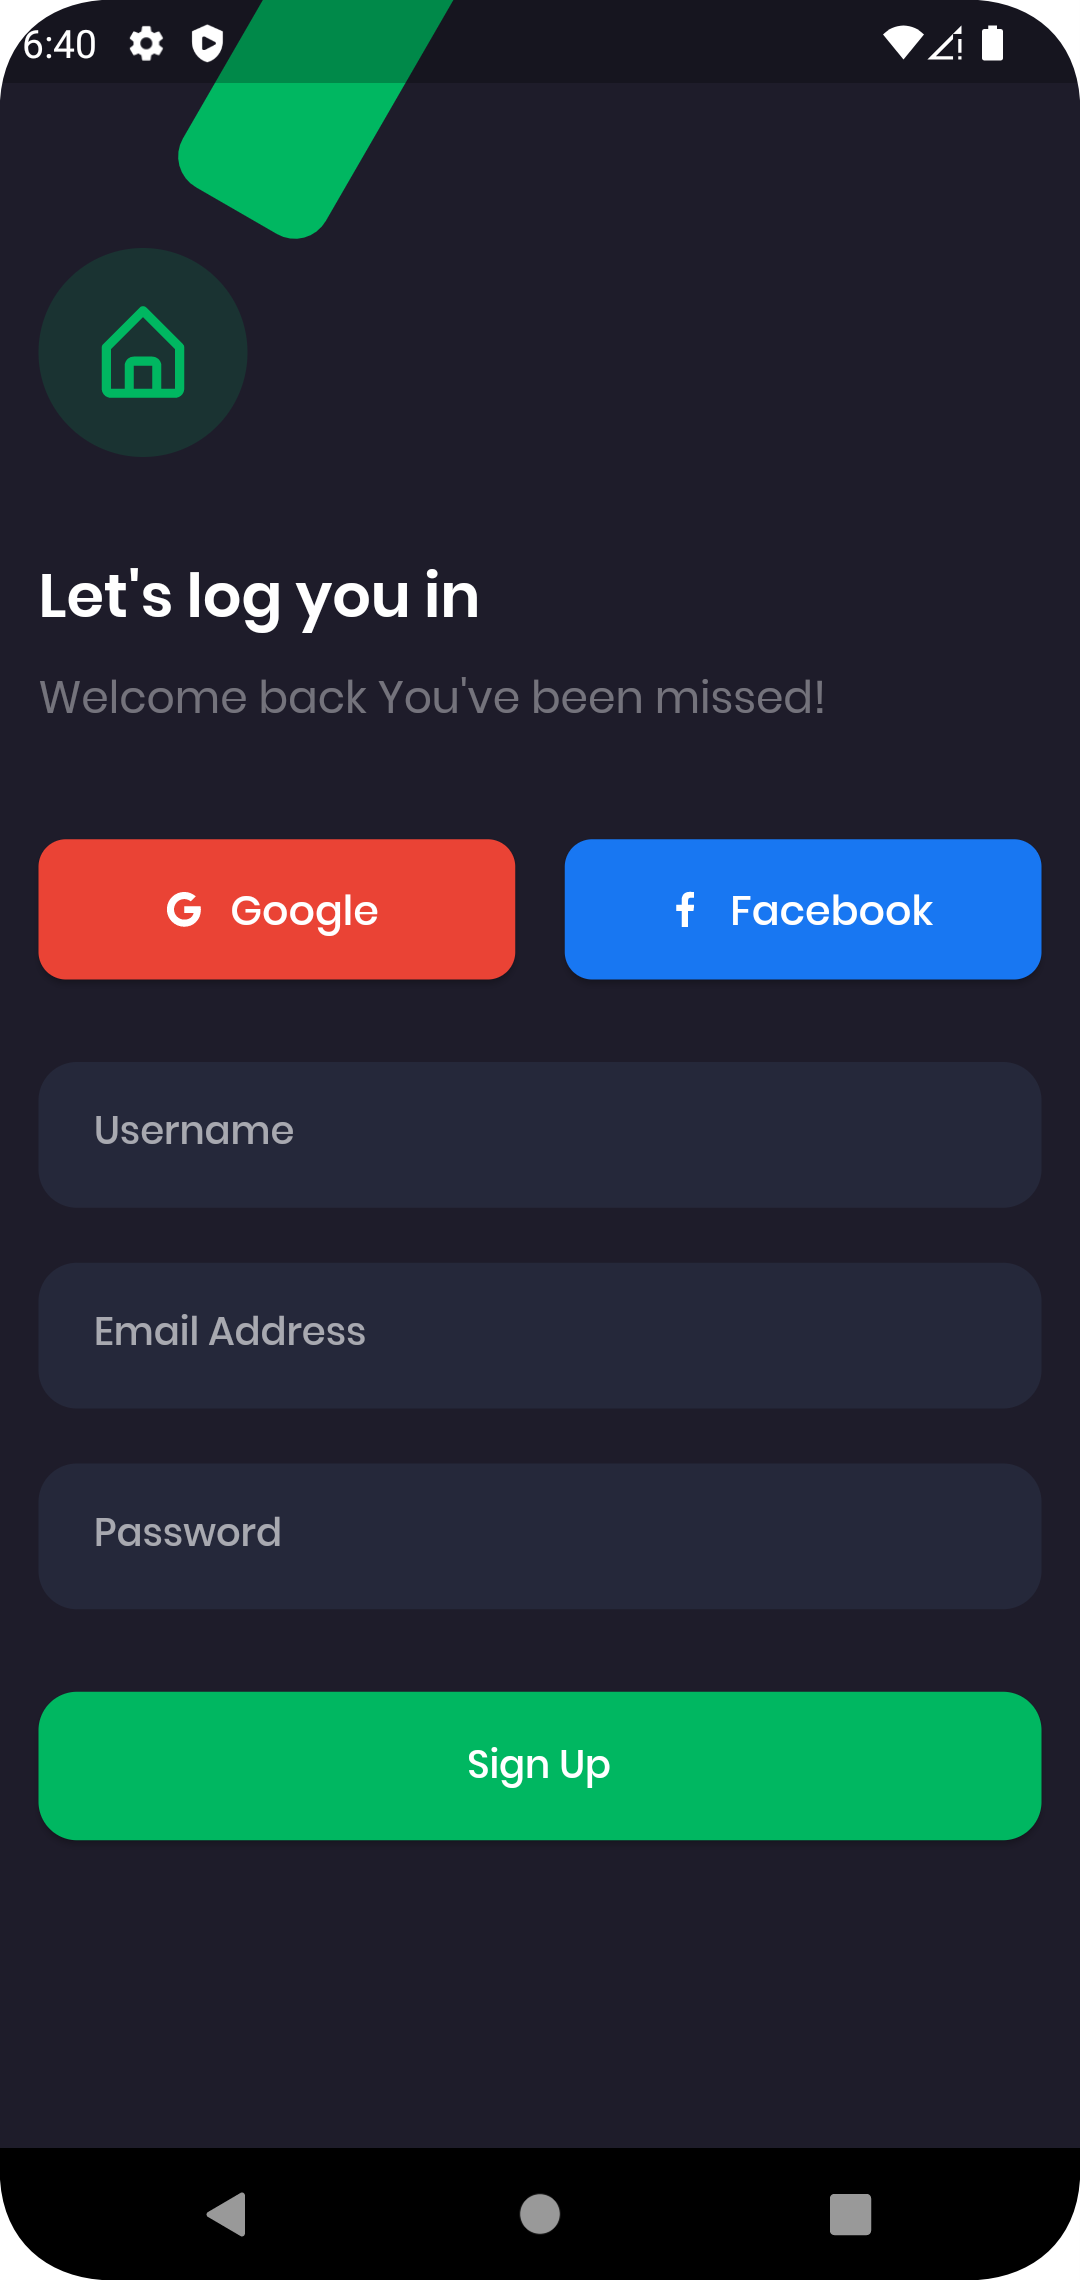 6:40
Let's log you in
Welcome back You've been missed!
Google
Facebook
Username
Email Address
Password
Sign Up